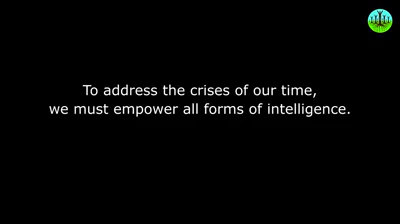 To address the crises of our time,
we must empower all forms of intelligence.